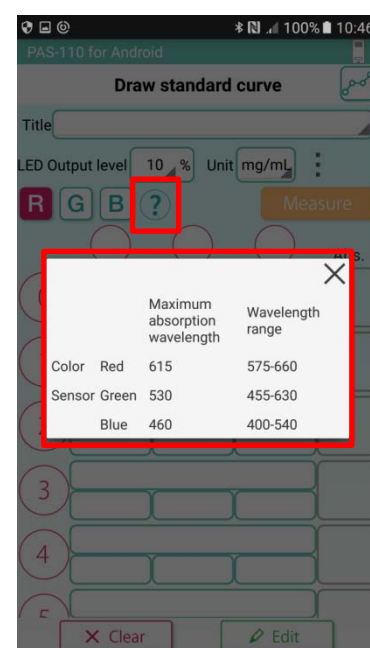 100% 10:46
PAS-110 for Android
Draw standard curve
Title
LED Output level 10 % Unit mg/mL
R G B ? Measure
Maximum absorption wavelength Wavelength range
Color Red 615 575-660
Sensor Green 530 455-630
Blue 460 400-540
3
4
Clear Edit